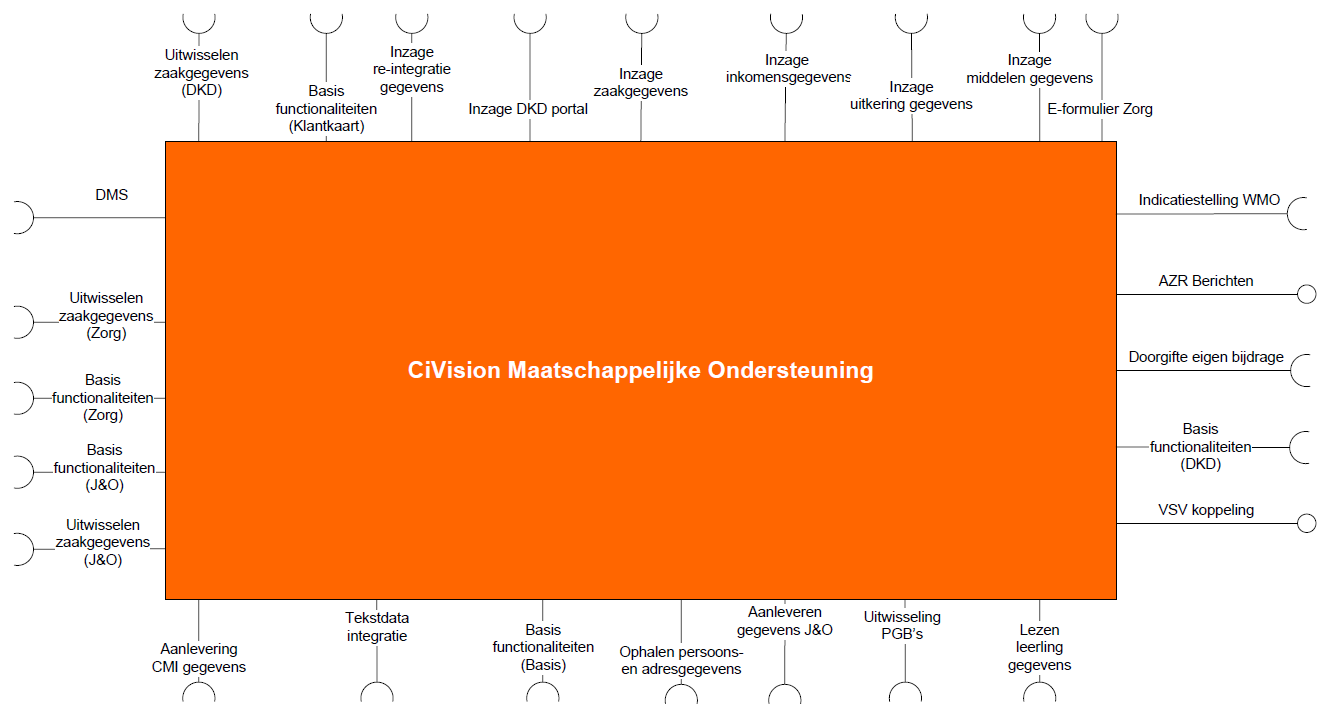 Uitwisselen
zaakgegevens
(DKD)
Basis
functionaliteiten
(Klantkaart)
Inzage
re-integratie
gegevens
Inzage DKD portal
Inzage
zaakgegevens
Inzage
inkomensgegevens
Inzage
uitkering gegevens
Inzage
middelen gegevens
E-formulier Zorg
DMS
Uitwisselen
zaakgegevens
(Zorg)
Basis
functionaliteiten
(Zorg)
Basis
functionaliteiten
(J&O)
Uitwisselen
zaakgegevens
(J&O)
CiVision Maatschappelijke Ondersteuning
Indicatiestelling WMO
AZR Berichten
Doorgifte eigen bijdrage
Basis
functionaliteiten
(DKD)
VSV koppeling
Aanlevering
CMI gegevens
Tekstdata
integratie
Basis
functionaliteiten
(Basis)
Ophalen persoons-
en adresgegevens
Aanleveren
gegevens J&O
Uitwisseling
PGB's
Lezen
leerling
gegevens